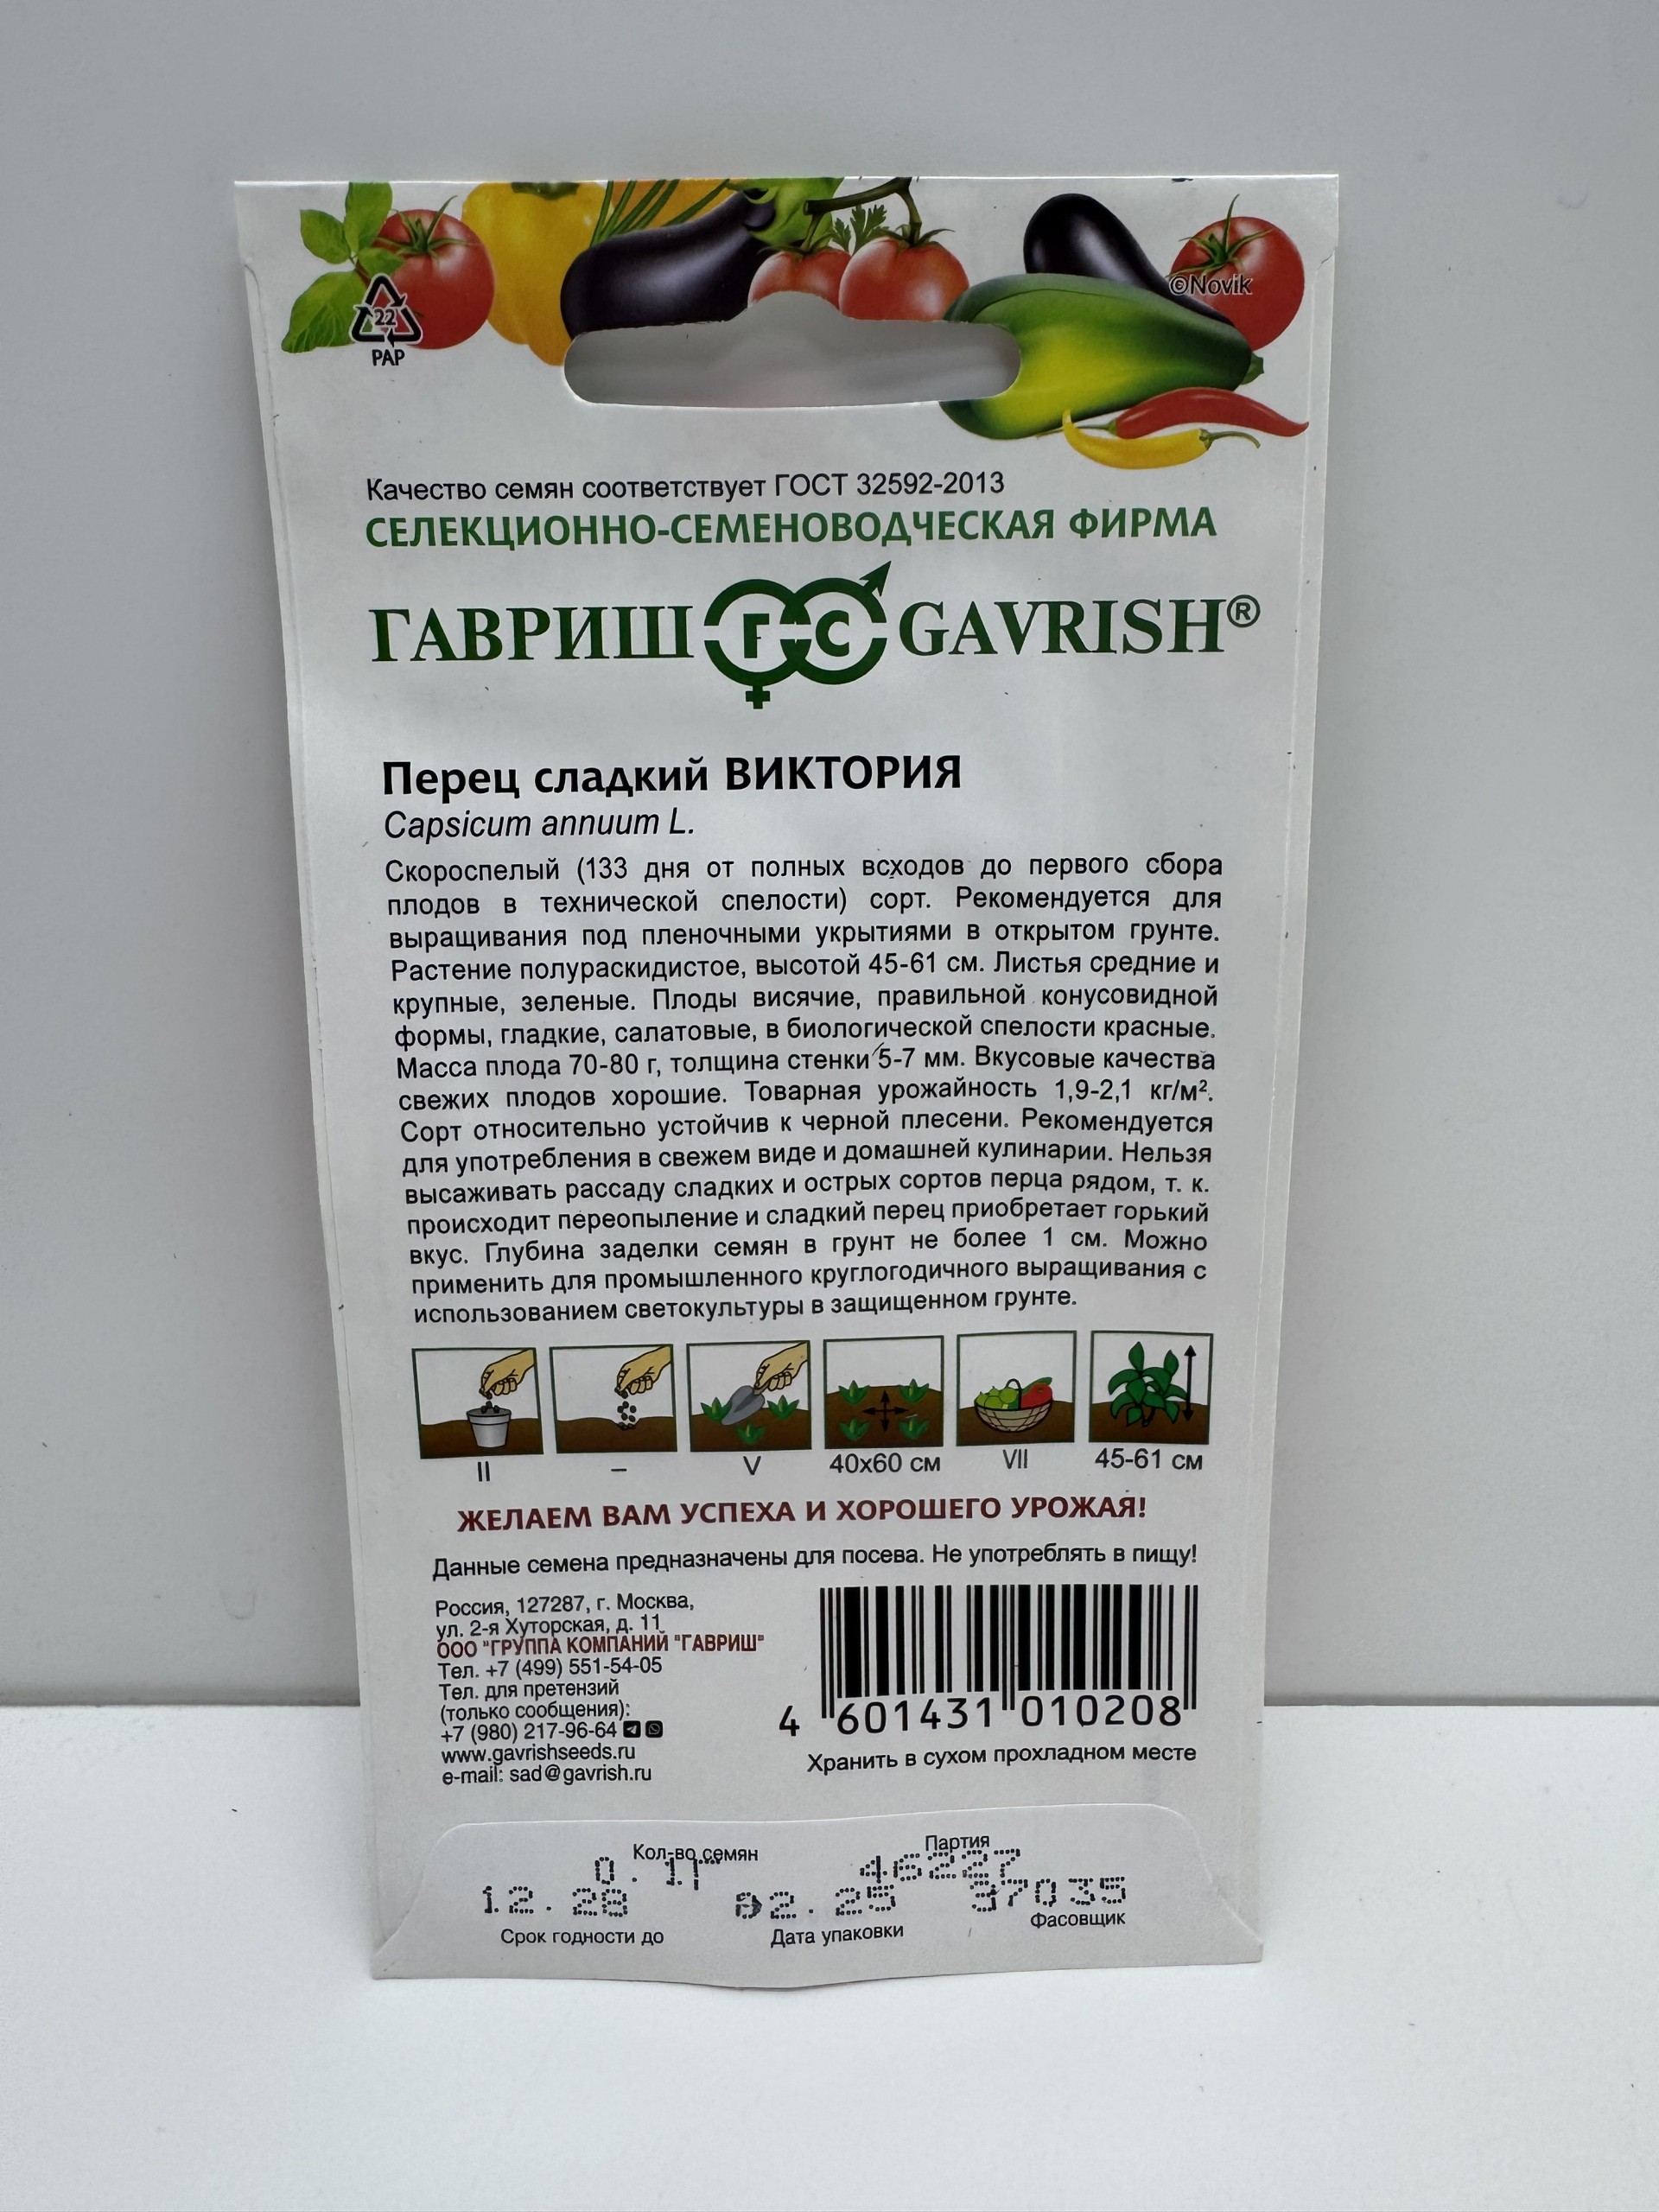 ©Novik
22
PAP
Качество семян соответствует ГОСТ 32592-2013
СЕЛЕКЦИОННО-СЕМЕНОВОДЧЕСКАЯ ФИРМА
ГАВРИШ ГС GAVRISH®
Перец сладкий ВИКТОРИЯ
Capsicum annuum L.
Скороспелый (133 дня от полных всходов до первого сбора
плодов в технической спелости) сорт. Рекомендуется для
выращивания под пленочными укрытиями в открытом грунте.
Растение полураскидистое, высотой 45-61 см. Листья средние и
крупные, зеленые. Плоды висячие, правильной конусовидной
формы, гладкие, салатовые, в биологической спелости красные.
Масса плода 70-80 г, толщина стенки 5-7 мм. Вкусовые качества
свежих плодов хорошие. Товарная урожайность 1,9-2,1 кг/м².
Сорт относительно устойчив к черной плесени. Рекомендуется
для употребления в свежем виде и домашней кулинарии. Нельзя
высаживать рассаду сладких и острых сортов перца рядом, т. к.
происходит переопыление и сладкий перец приобретает горький
вкус. Глубина заделки семян в грунт не более 1 см. Можно
применить для промышленного круглогодичного выращивания с
использованием светокультуры в защищенном грунте.
II – V 40х60 см VII 45-61 см
ЖЕЛАЕМ ВАМ УСПЕХА И ХОРОШЕГО УРОЖАЯ!
Данные семена предназначены для посева. Не употреблять в пищу!
Россия, 127287, г. Москва,
ул. 2-я Хуторская, д. 11
ООО "ГРУППА КОМПАНИЙ "ГАВРИШ"
Тел. +7 (499) 551-54-05
Тел. для претензий
(только сообщения):
+7 (980) 217-96-64
www.gavrishseeds.ru
e-mail: sad@gavrish.ru
4 601431 010208
Хранить в сухом прохладном месте
Кол-во семян Партия
46227
12.28 02.25 37035
Срок годности до Дата упаковки Фасовщик